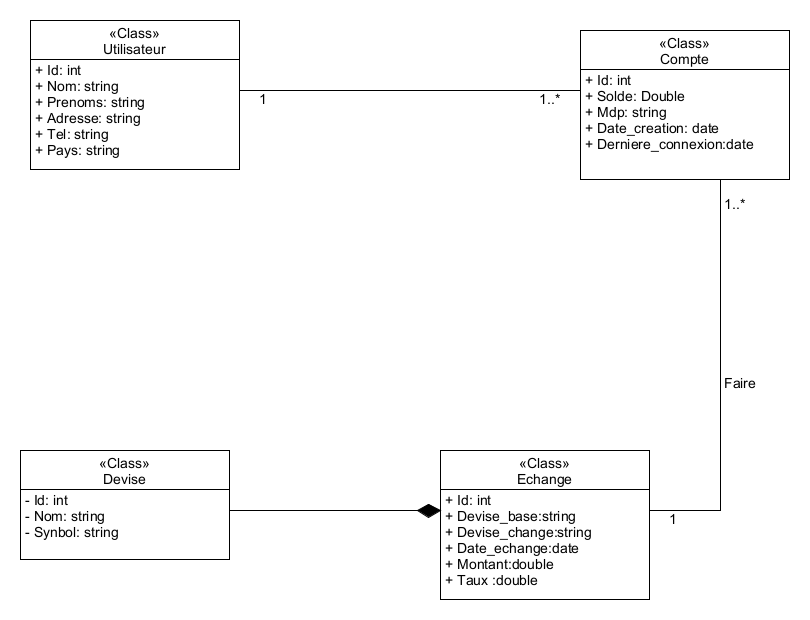 «Class»
Utilisateur
+ Id: int
+ Nom: string
+ Prenoms: string
+ Adresse: string
+ Tel: string
+ Pays: string
1
1..*
«Class»
Compte
+ Id: int
+ Solde: Double
+ Mdp: string
+ Date_creation: date
+ Derniere_connexion:date
1..*
Faire
«Class»
Devise
- Id: int
- Nom: string
- Synbol: string
«Class»
Echange
+ Id: int
+ Devise_base:string
+ Devise_change:string
+ Date_echange:date
+ Montant:double
+ Taux :double
1